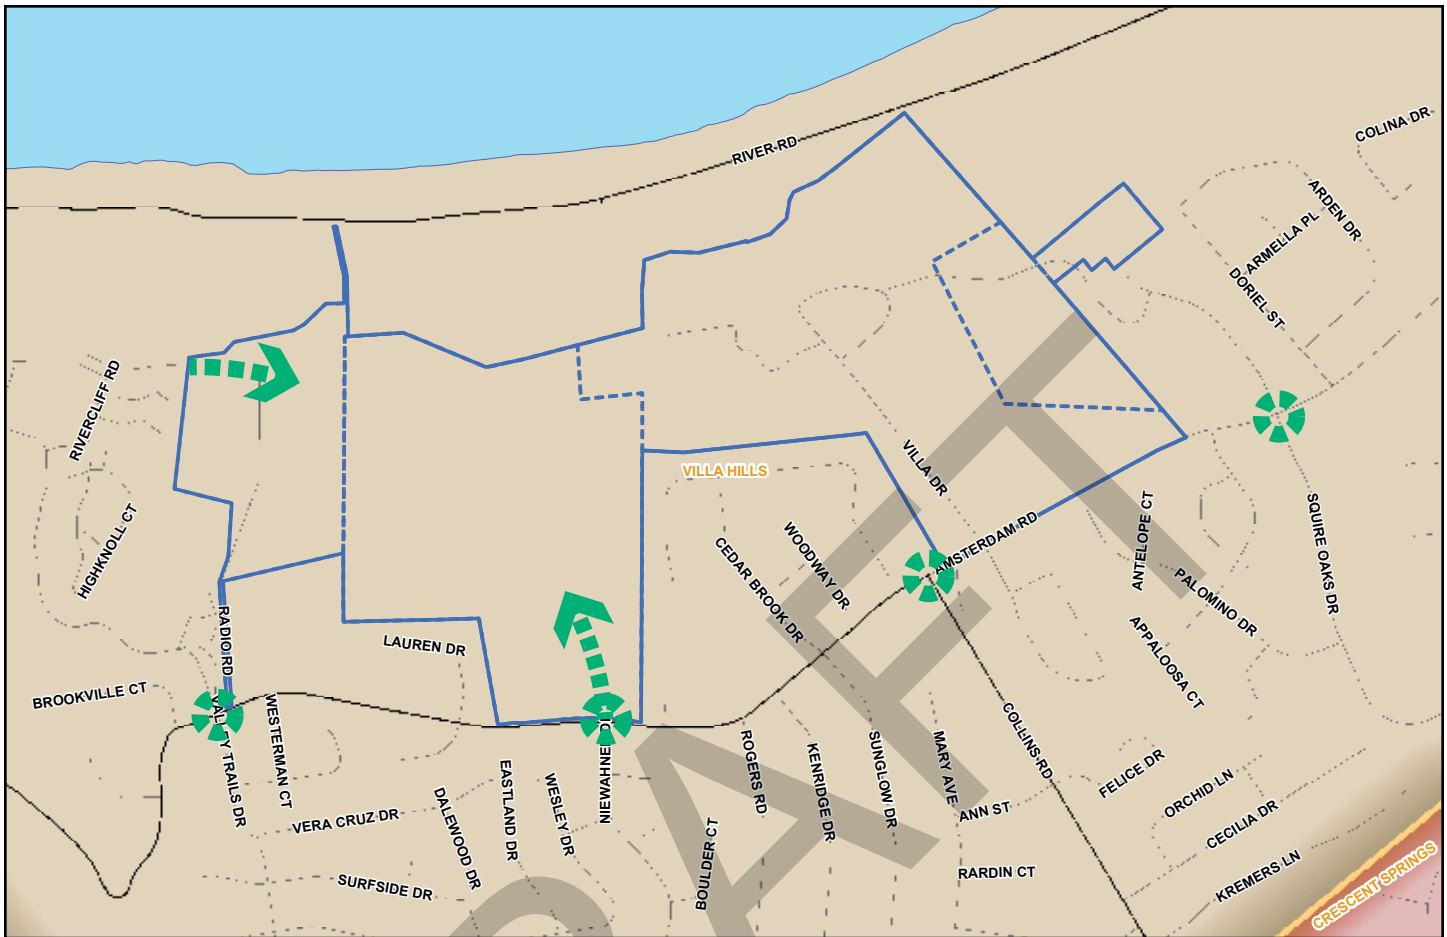 COLINA DR
RIVER RD
ARDEN DR
ARMELLA PL
DORIEL ST
RIVERCLIFF RD
VILLA HILLS
VILLA DR
HIGHKNOLL CT
WOODWAY DR
CEDAR BROOK DR
AMSTERDAM RD
ANTELOPE CT
SQUIRE OAKS DR
PALOMINO DR
RADIO RD
LAUREN DR
APPALOOSA CT
BROOKVILLE CT
VALLEY TRAILS DR
WESTERMAN CT
NIEWAHNER DR
COLLINS RD
ROGERS RD
KENRIDGE DR
SUNGLOW DR
MARY AVE
EASTLAND DR
WESLEY DR
DALEWOOD DR
FELICE DR
ORCHID LN
VERA CRUZ DR
ANN ST
CECILIA DR
BOULDER CT
SURFSIDE DR
RARDIN CT
KREMERS LN
CRESCENT SPRINGS
DRAFT